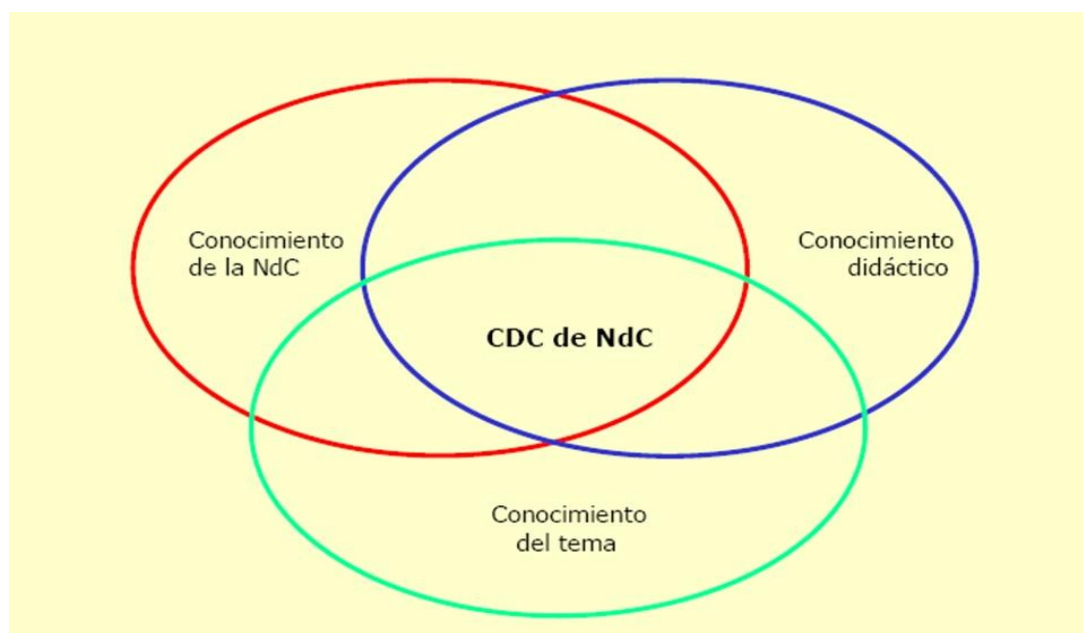 Conocimiento
de la NdC
Conocimiento
didáctico
CDC de NdC
Conocimiento
del tema